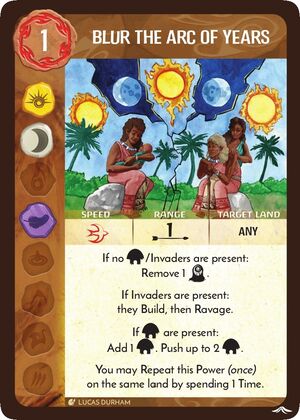 1
BLUR THE ARC OF YEARS
SPEED
RANGE
TARGET LAND
1
ANY
If no /Invaders are present:
Remove 1 .
If Invaders are present:
they Build, then Ravage.
If are present:
Add 1 . Push up to 2 .
You may Repeat this Power (once)
on the same land by spending 1 Time.
LUCAS DURHAM